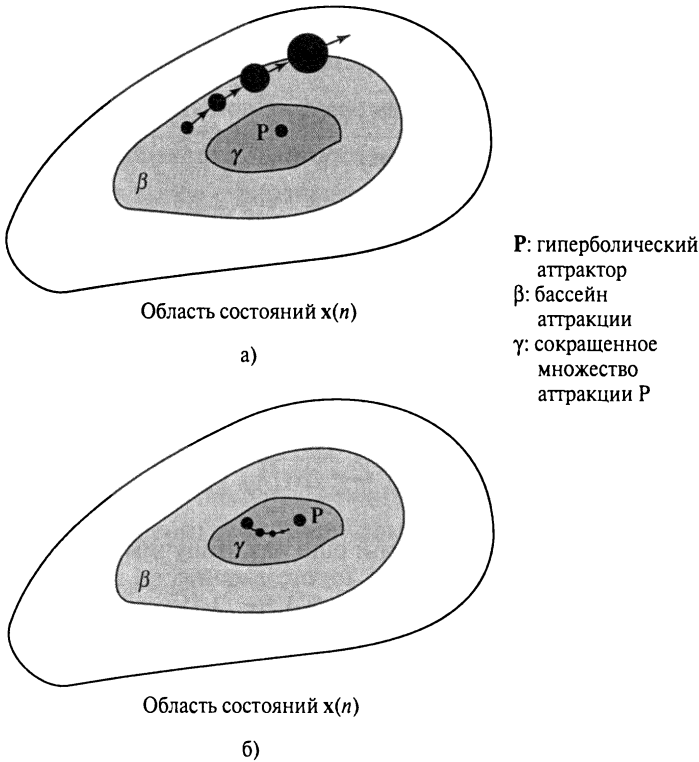 P
γ
β
Область состояний x(n)
а)
P: гиперболический
аттрактор
β: бассейн
аттракции
γ: сокращенное
множество
аттракции P
P
γ
β
Область состояний x(n)
б)